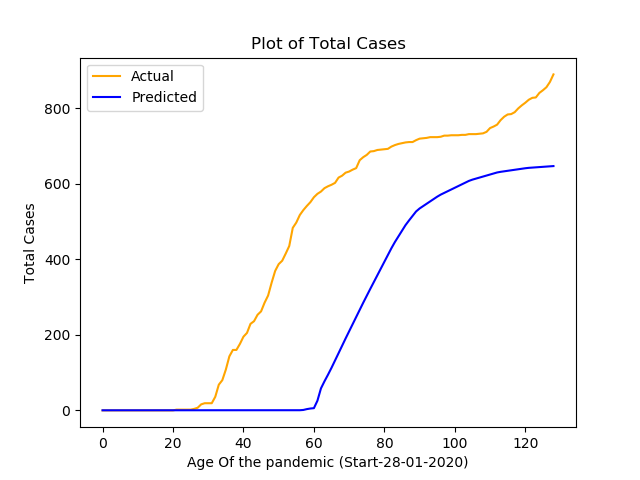 Plot of Total Cases
Actual
Predicted
800
600
400
200
0
Total Cases
0 20 40 60 80 100 120
Age Of the pandemic (Start-28-01-2020)